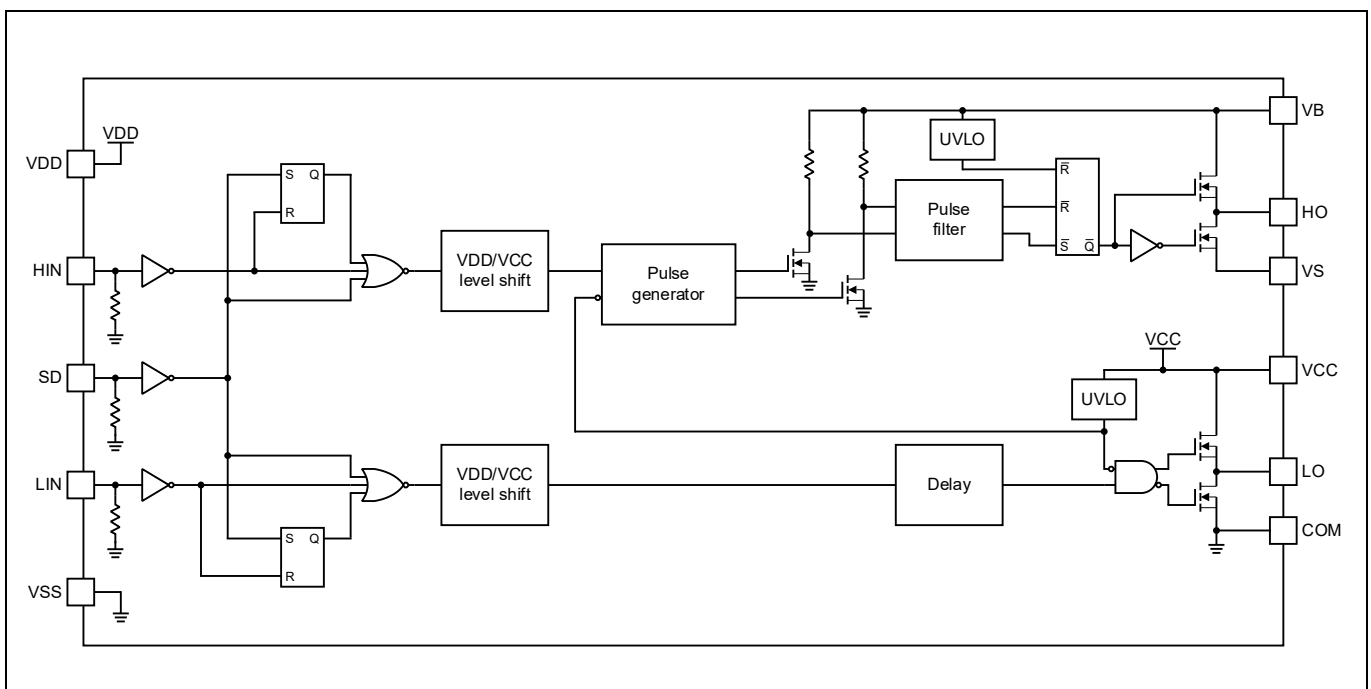 VDD
VDD
HIN
SD
LIN
VSS
S Q
R
VDD/VCC
level shift
Pulse
generator
UVLO
Pulse
filter
R̅
R̅
S̅ Q̅
VB
HO
VS
VCC
VCC
UVLO
VDD/VCC
level shift
S Q
R
Delay
LO
COM